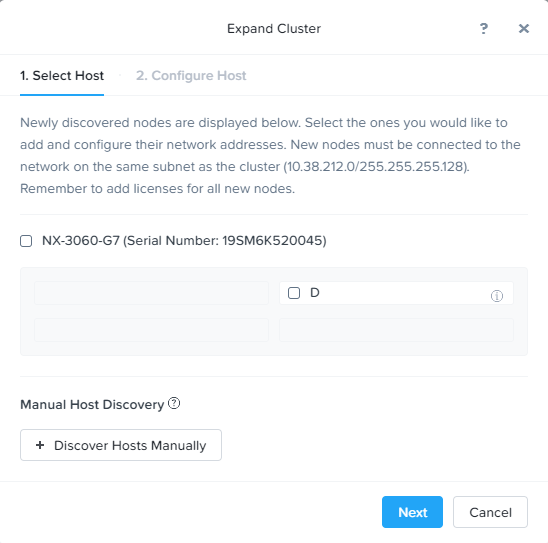 Expand Cluster
?
×
1. Select Host
2. Configure Host
Newly discovered nodes are displayed below. Select the ones you would like to
add and configure their network addresses. New nodes must be connected to the
network on the same subnet as the cluster (10.38.212.0/255.255.255.128).
Remember to add licenses for all new nodes.
NX-3060-G7 (Serial Number: 19SM6K520045)
D
Manual Host Discovery ?
+ Discover Hosts Manually
Next
Cancel